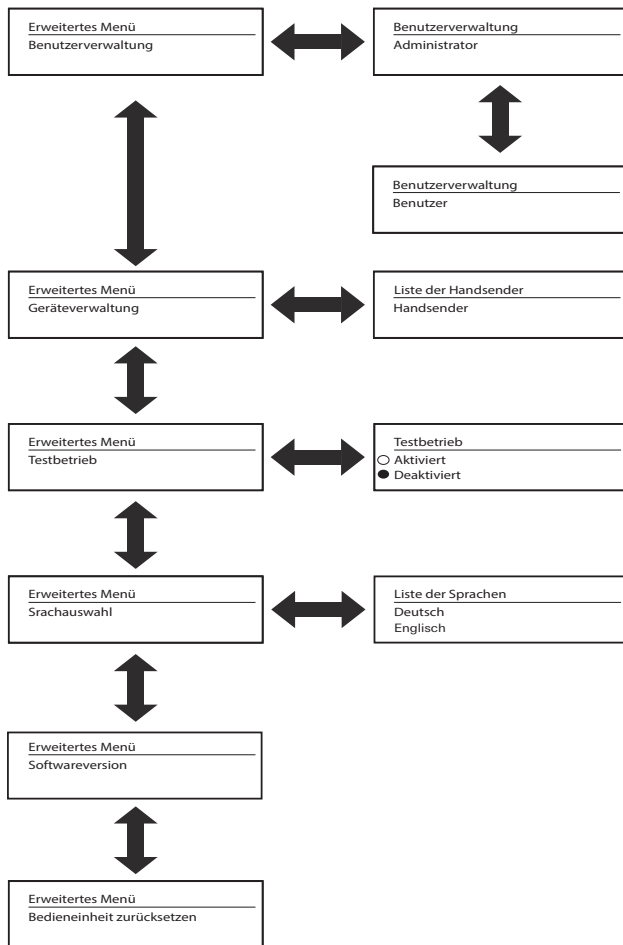 Erweitertes Menü
Benutzerverwaltung
Benutzerverwaltung
Administrator
Benutzerverwaltung
Benutzer
Erweitertes Menü
Geräteverwaltung
Liste der Handsender
Handsender
Erweitertes Menü
Testbetrieb
Testbetrieb
Aktiviert
Deaktiviert
Erweitertes Menü
Srachauswahl
Liste der Sprachen
Deutsch
Englisch
Erweitertes Menü
Softwareversion
Erweitertes Menü
Bedieneinheit zurücksetzen